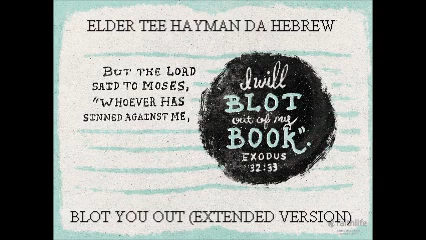 ELDER TEE HAYMAN DA HEBREW
BUT THE LORD
SAID TO MOSES,
"WHOEVER HAS
SINNED AGAINST ME,
I will
BLOT
out of my
BOOK".
EXODUS
32:33
BLOT YOU OUT (EXTENDED VERSION)
faithlife